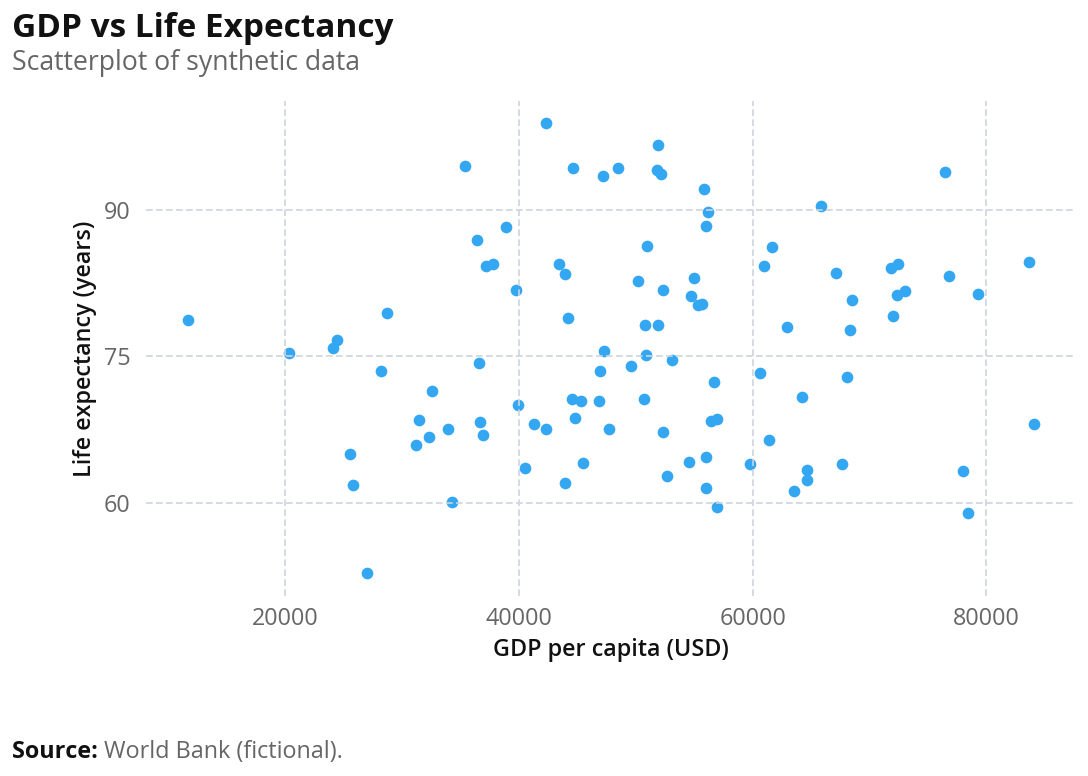 GDP vs Life Expectancy
Scatterplot of synthetic data
Life expectancy (years)
90
75
60
20000 40000 60000 80000
GDP per capita (USD)
Source: World Bank (fictional).